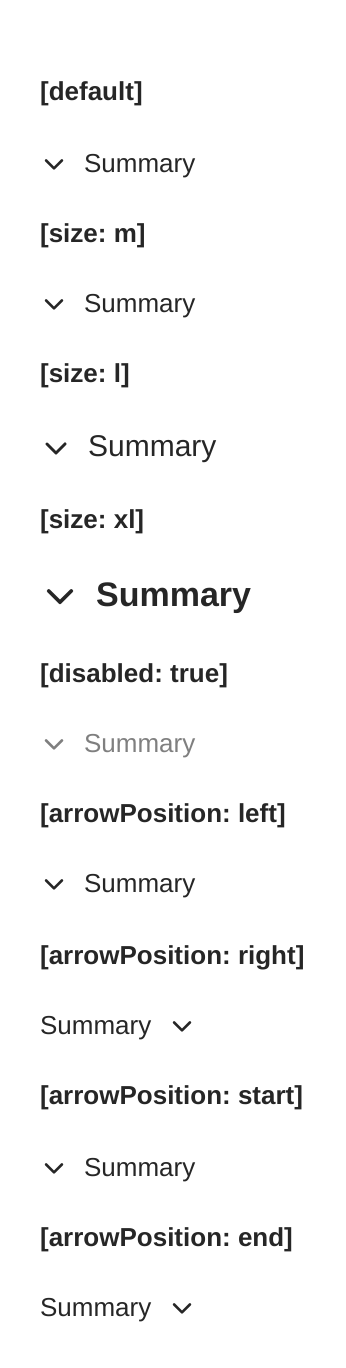 [default]
Summary
[size: m]
Summary
[size: l]
Summary
[size: xl]
Summary
[disabled: true]
Summary
[arrowPosition: left]
Summary
[arrowPosition: right]
Summary
[arrowPosition: start]
Summary
[arrowPosition: end]
Summary